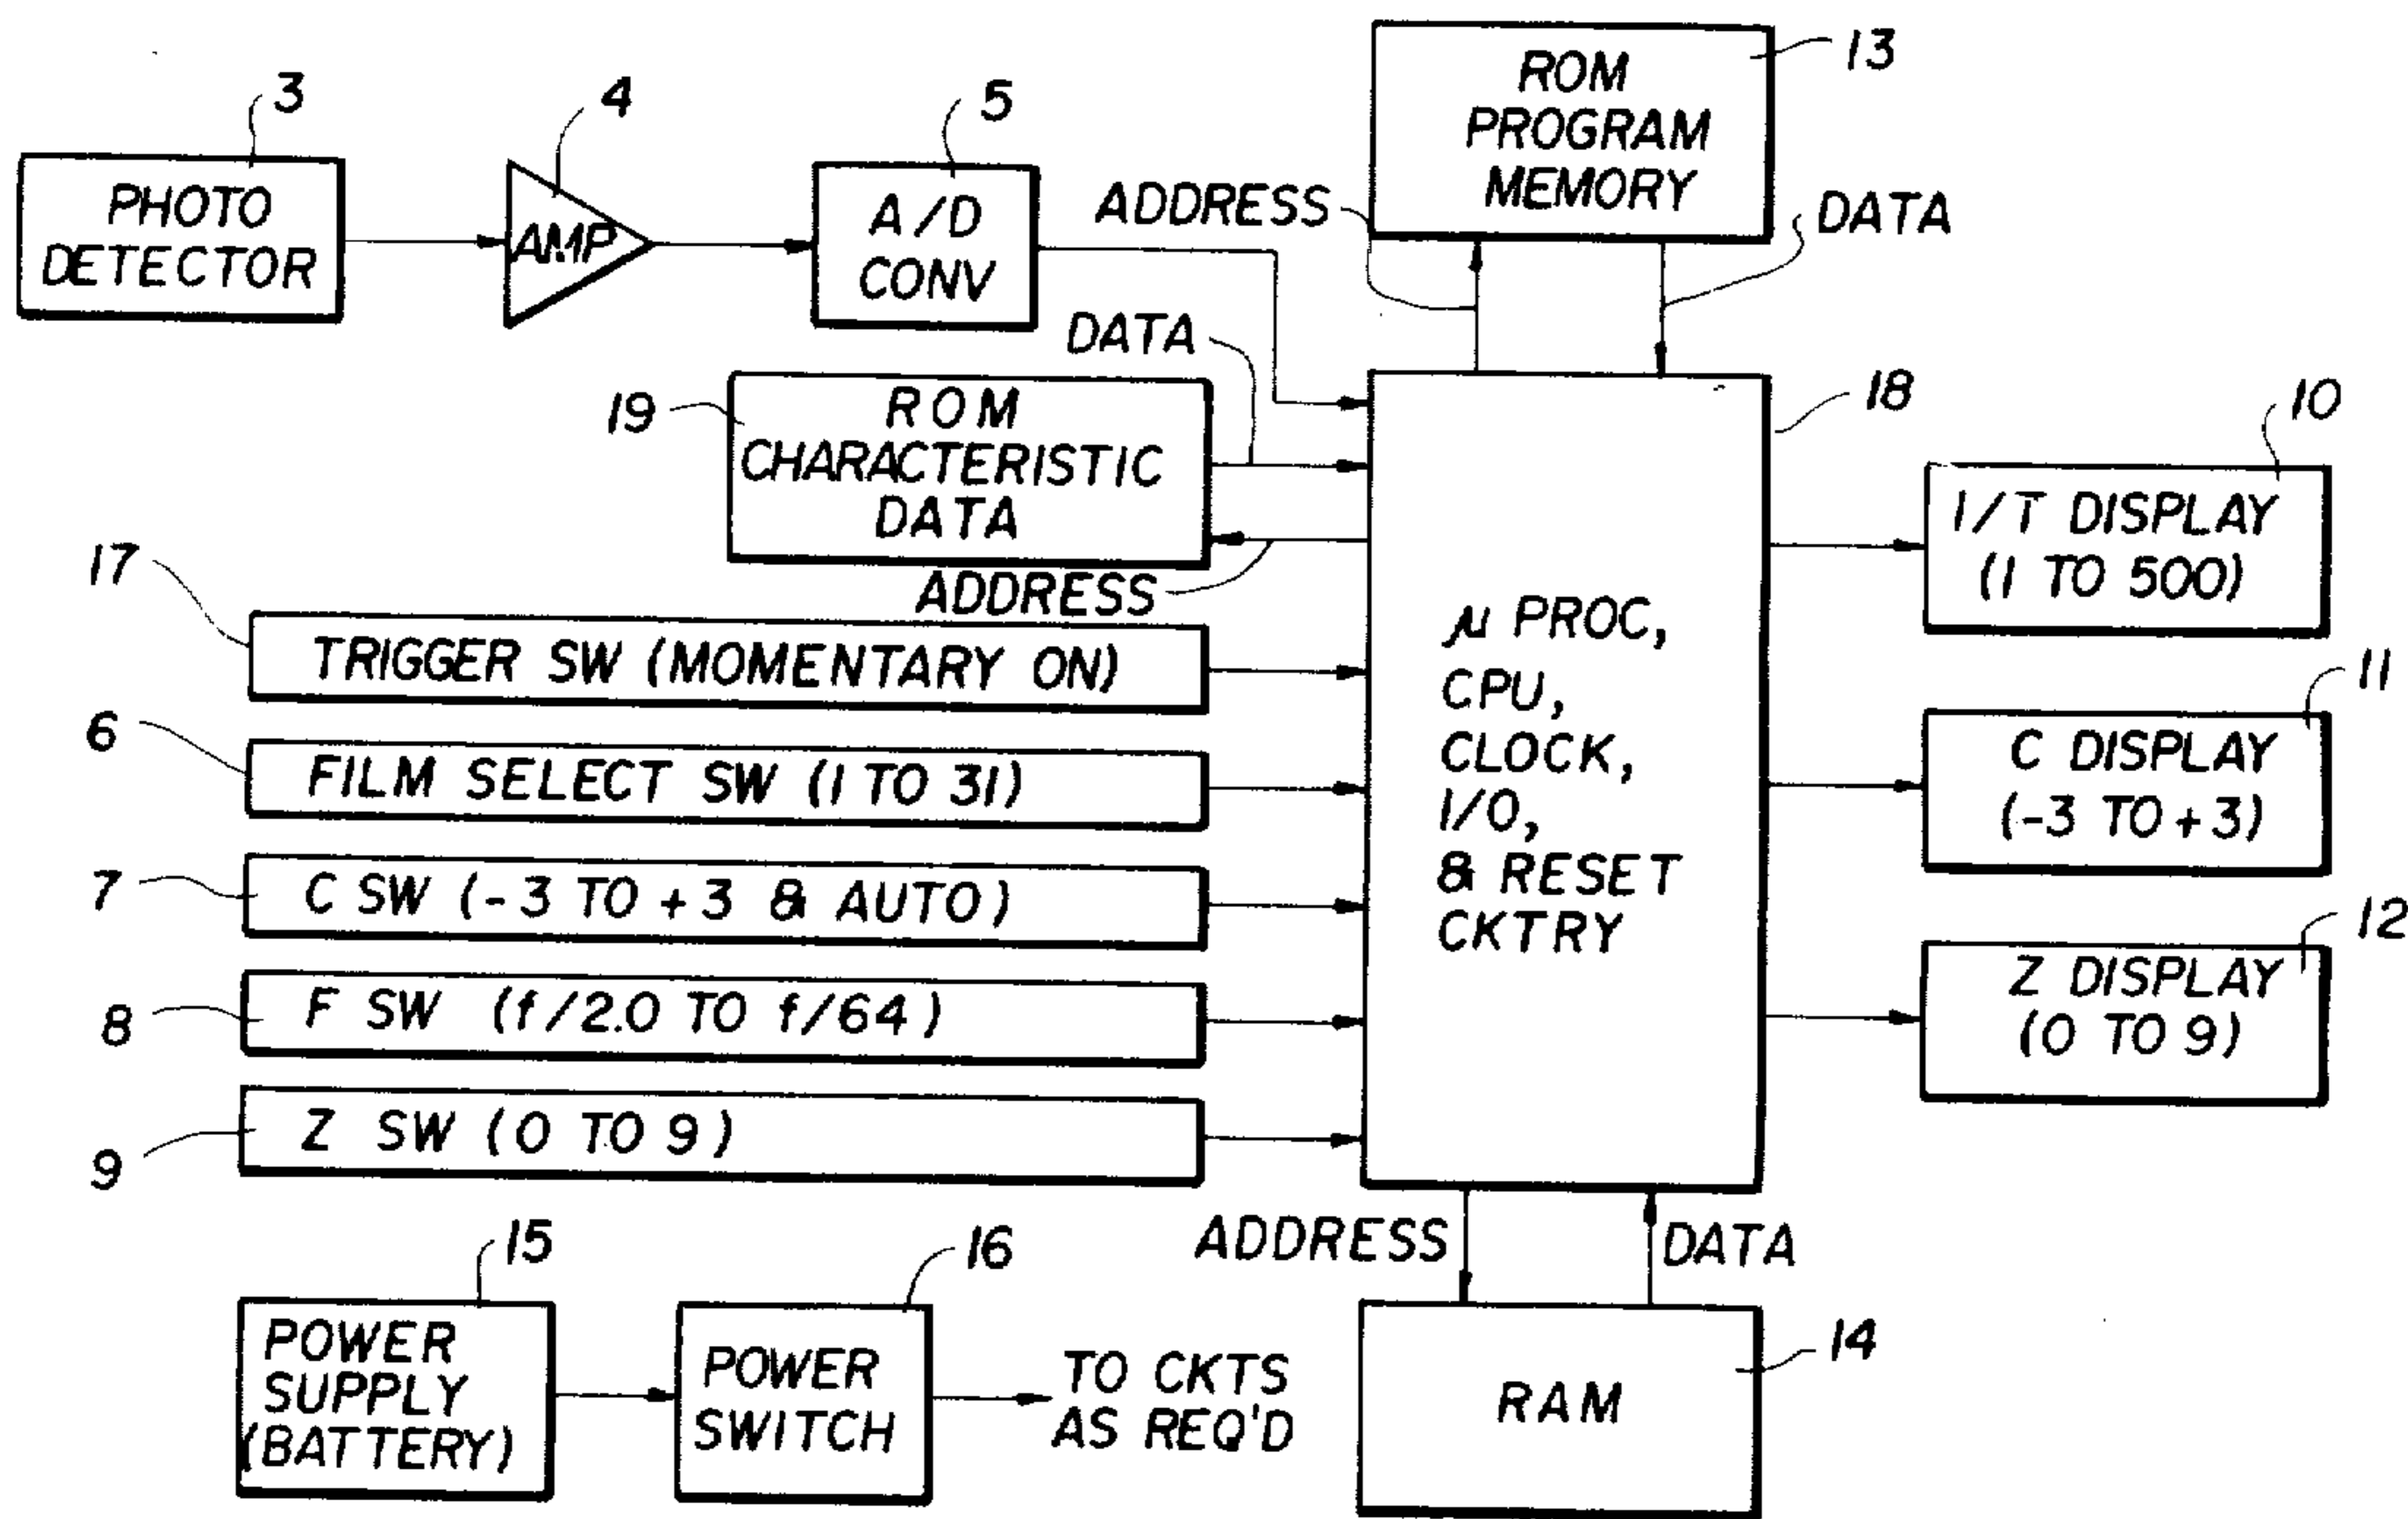 3
PHOTO
DETECTOR
4
AMP
5
A/D
CONV
13
ROM
PROGRAM
MEMORY
ADDRESS
DATA
19
ROM
CHARACTERISTIC
DATA
DATA
ADDRESS
17
TRIGGER SW (MOMENTARY ON)
6
FILM SELECT SW (1 TO 31)
7
C SW (-3 TO +3 & AUTO)
8
F SW (f/2.0 TO f/64)
9
Z SW (0 TO 9)
18
μ PROC,
CPU,
CLOCK,
I/O,
& RESET
CKTRY
10
1/T DISPLAY
(1 TO 500)
11
C DISPLAY
(-3 TO +3)
12
Z DISPLAY
(0 TO 9)
15
POWER
SUPPLY
(BATTERY)
16
POWER
SWITCH
TO CKTS
AS REQ'D
ADDRESS
DATA
14
RAM